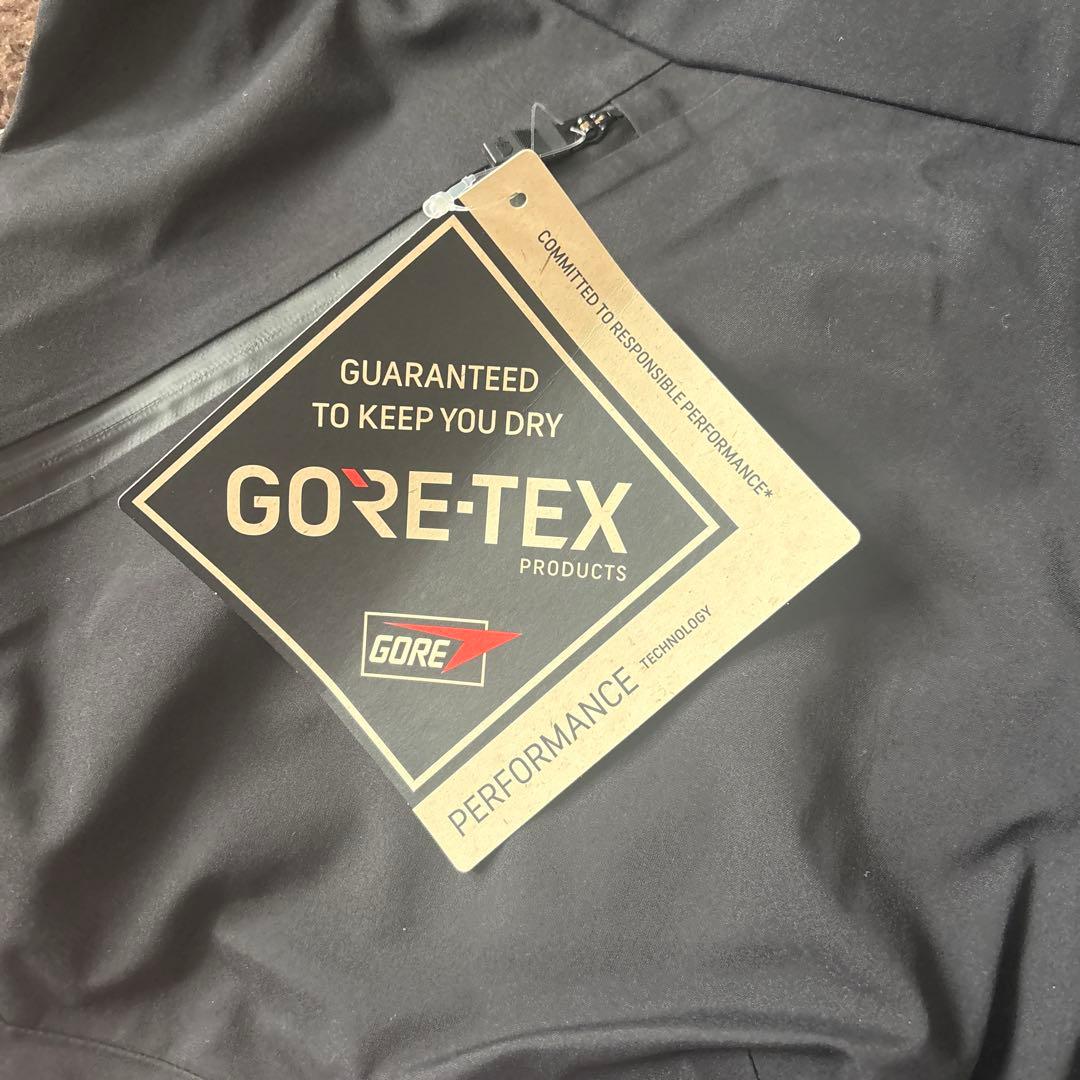 COMMITTED TO RESPONSIBLE PERFORMANCE*
GUARANTEED
TO KEEP YOU DRY
GORE-TEX
PRODUCTS
GORE
PERFORMANCE TECHNOLOGY